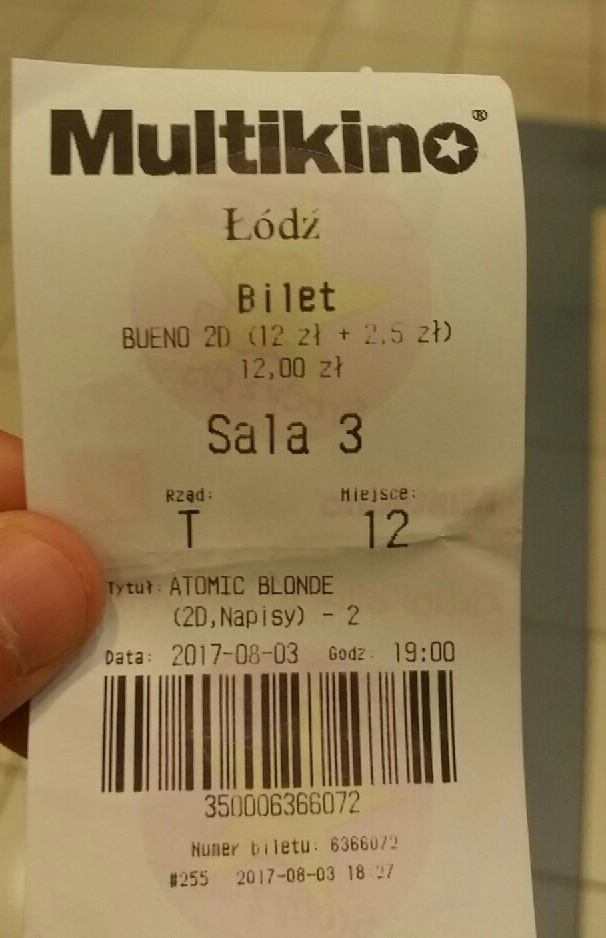 Multikino®
Łódź
Bilet
BUENO 2D (12 zł + 2,5 zł)
12,00 zł
Sala 3
Rząd: Miejsce:
T 12
Tytuł: ATOMIC BLONDE
(2D,Napisy) - 2
Data: 2017-08-03 Godz: 19:00
350006366072
Numer biletu: 6366072
#255 2017-08-03 18:27